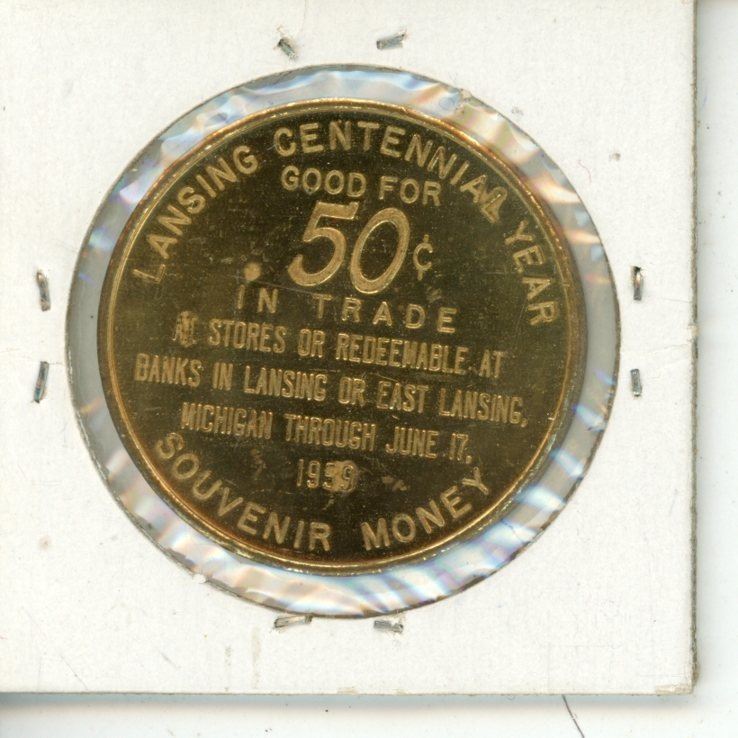 LANSING CENTENNIAL YEAR
GOOD FOR
50¢
IN TRADE
AT STORES OR REDEEMABLE AT
BANKS IN LANSING OR EAST LANSING,
MICHIGAN THROUGH JUNE 17,
1959
SOUVENIR MONEY